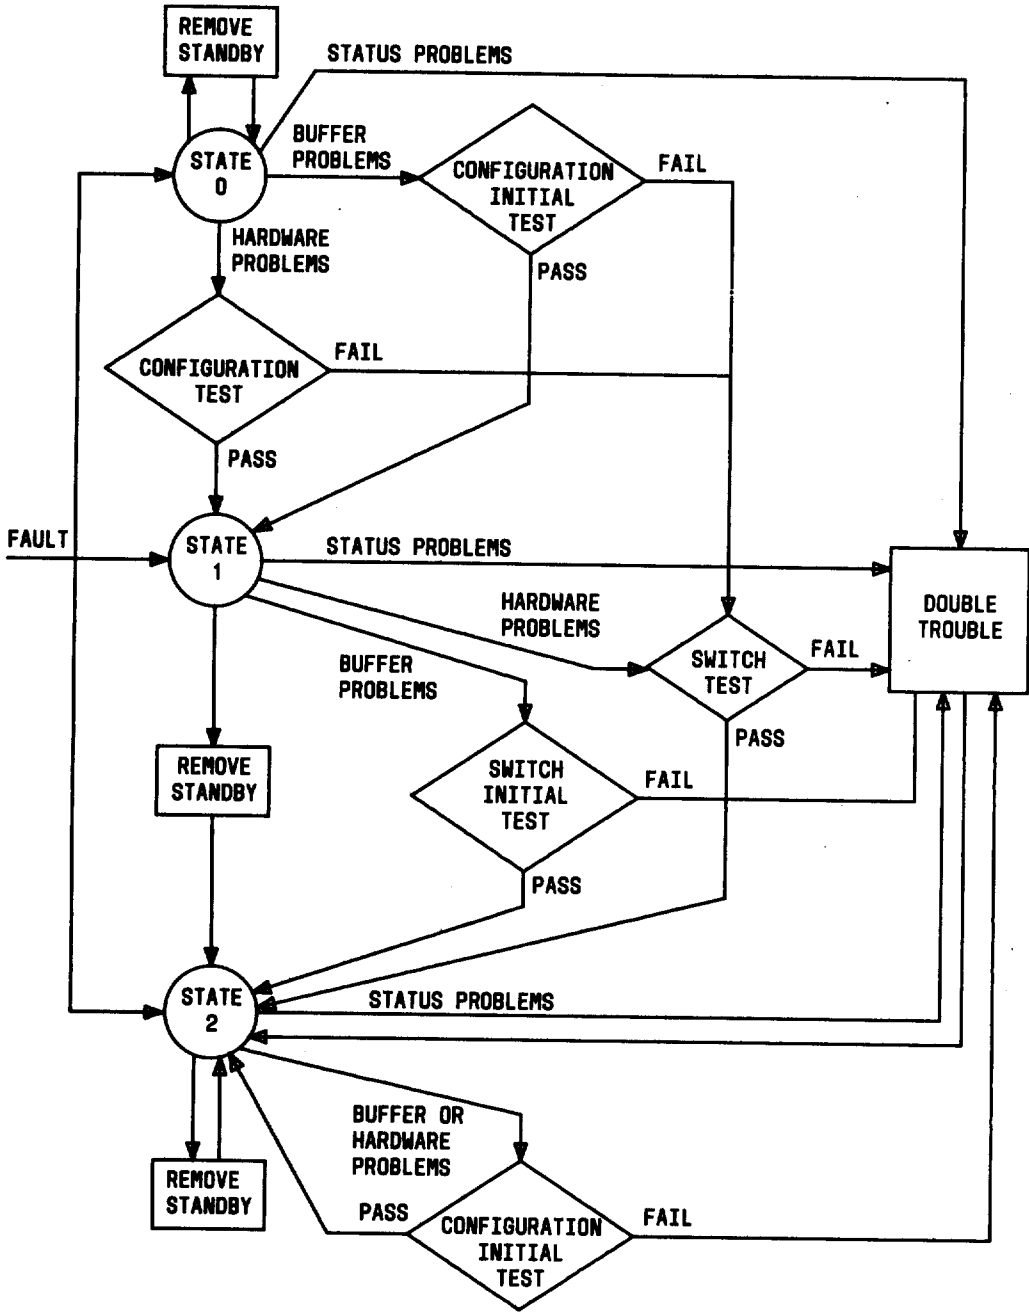 REMOVE
STANDBY
STATUS PROBLEMS
STATE
0
BUFFER
PROBLEMS
CONFIGURATION
INITIAL
TEST
FAIL
PASS
HARDWARE
PROBLEMS
CONFIGURATION
TEST
FAIL
PASS
FAULT
STATE
1
STATUS PROBLEMS
DOUBLE
TROUBLE
HARDWARE
PROBLEMS
SWITCH
TEST
FAIL
PASS
BUFFER
PROBLEMS
SWITCH
INITIAL
TEST
FAIL
PASS
REMOVE
STANDBY
STATE
2
STATUS PROBLEMS
BUFFER OR
HARDWARE
PROBLEMS
REMOVE
STANDBY
PASS
CONFIGURATION
INITIAL
TEST
FAIL